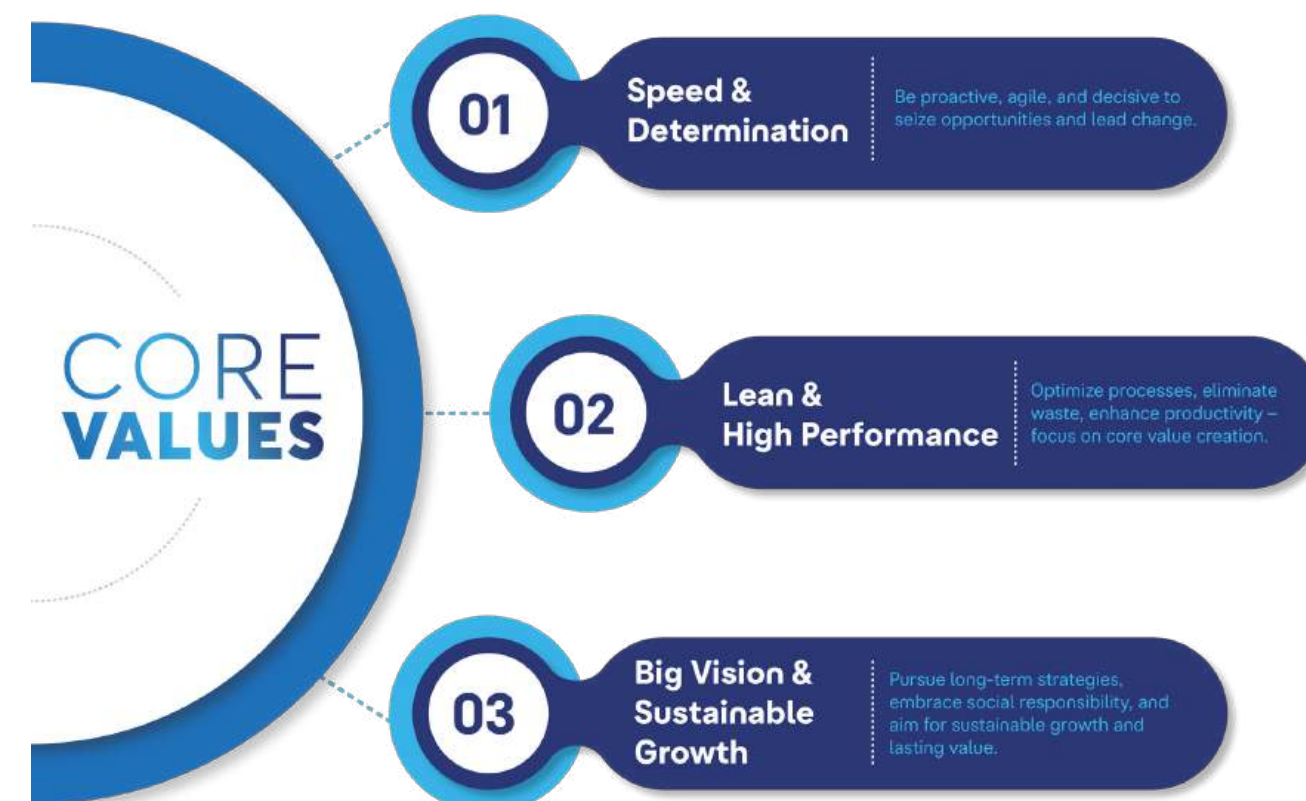 CORE
VALUES
01
Speed &
Determination
Be proactive, agile, and decisive to
seize opportunities and lead change.
02
Lean &
High Performance
Optimize processes, eliminate
waste, enhance productivity –
focus on core value creation.
03
Big Vision &
Sustainable
Growth
Pursue long-term strategies,
embrace social responsibility, and
aim for sustainable growth and
lasting value.